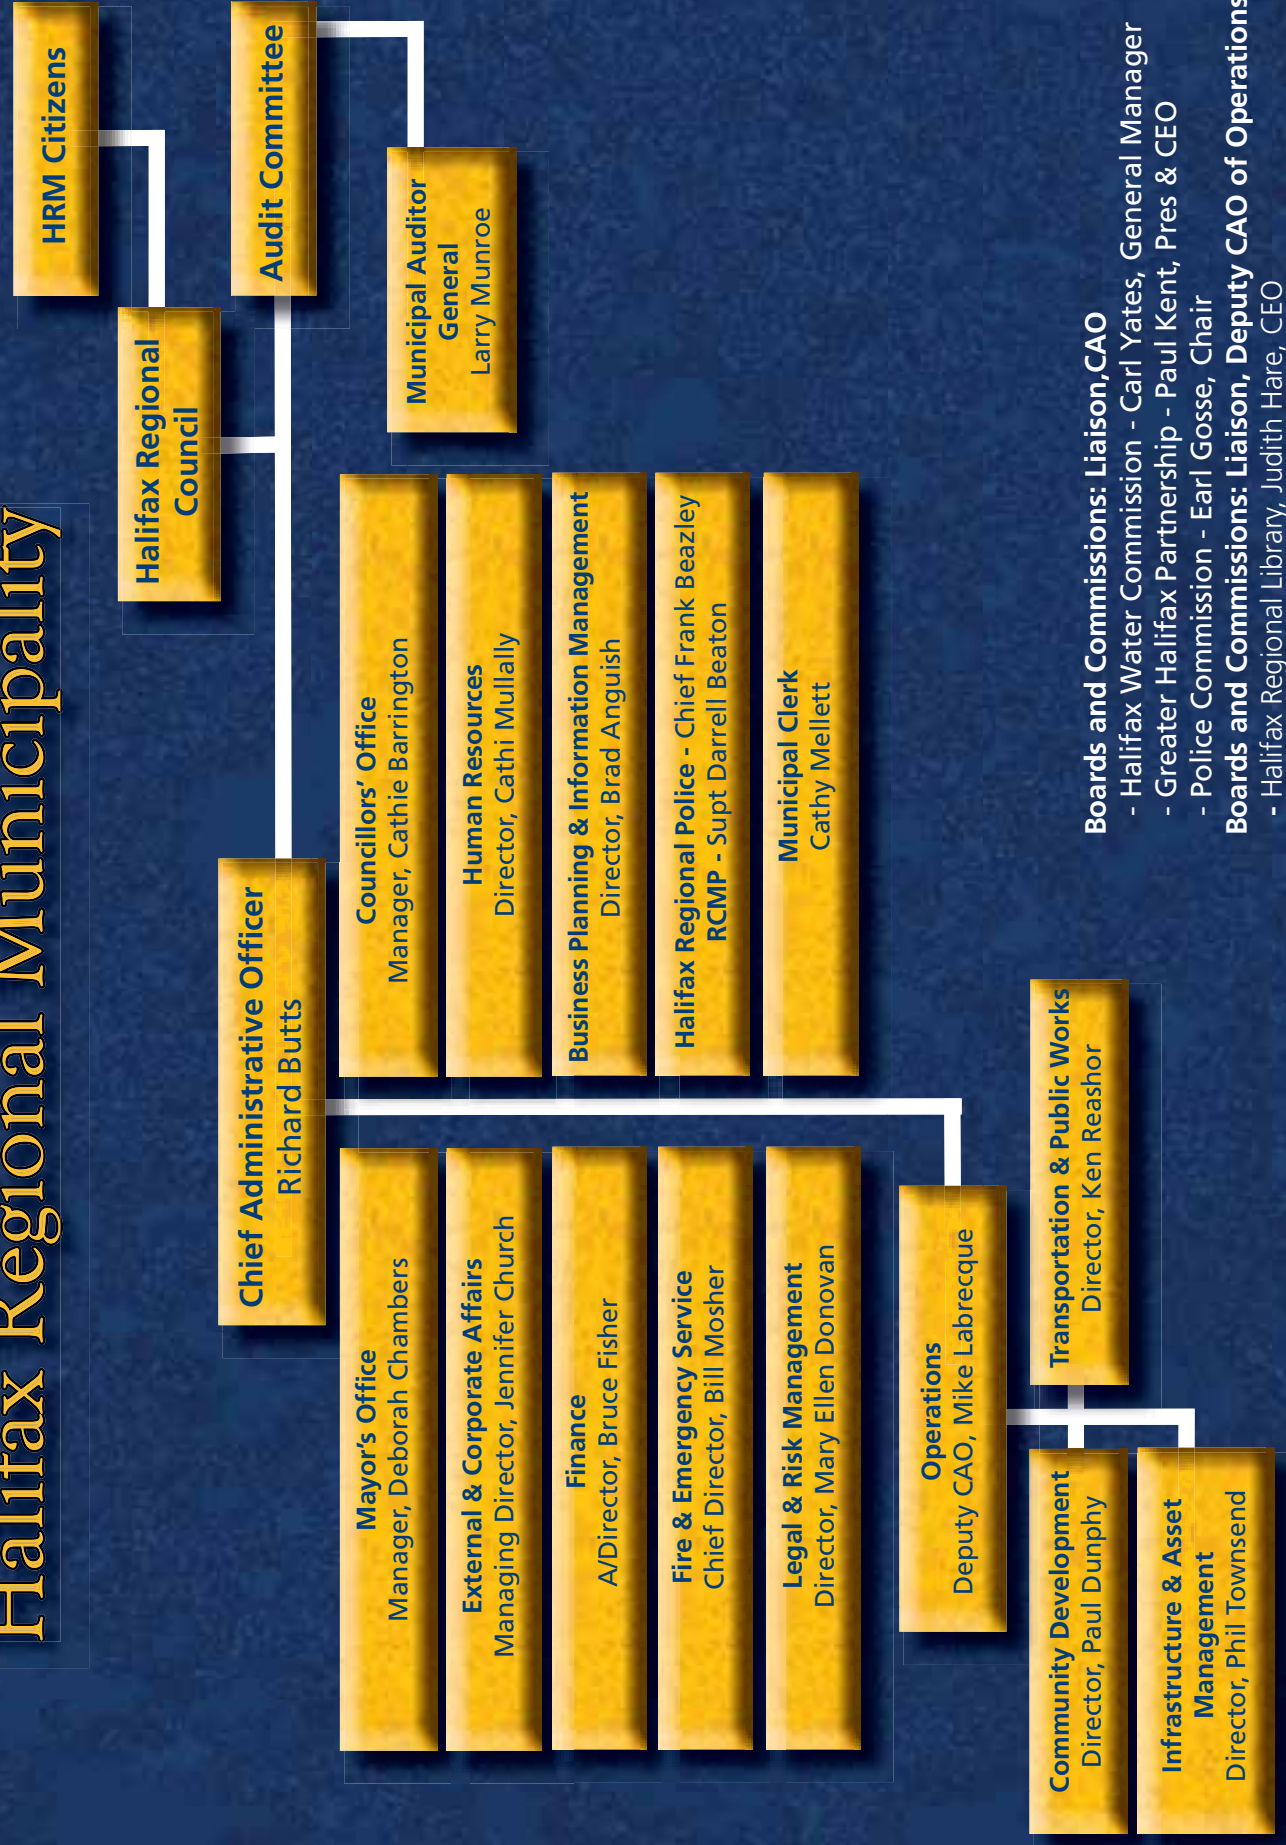 Halifax Regional Municipality
HRM Citizens
Halifax Regional
Council
Audit Committee
Municipal Auditor
General
Larry Munroe
Chief Administrative Officer
Richard Butts
Mayor's Office
Manager, Deborah Chambers
Councillors' Office
Manager, Cathie Barrington
External & Corporate Affairs
Managing Director, Jennifer Church
Human Resources
Director, Cathi Mullally
Finance
A/Director, Bruce Fisher
Business Planning & Information Management
Director, Brad Anguish
Fire & Emergency Service
Chief Director, Bill Mosher
Halifax Regional Police - Chief Frank Beazley
RCMP - Supt Darrell Beaton
Legal & Risk Management
Director, Mary Ellen Donovan
Municipal Clerk
Cathy Mellett
Operations
Deputy CAO, Mike Labrecque
Community Development
Director, Paul Dunphy
Transportation & Public Works
Director, Ken Reashor
Infrastructure & Asset
Management
Director, Phil Townsend
Boards and Commissions: Liaison,CAO
- Halifax Water Commission - Carl Yates, General Manager
- Greater Halifax Partnership - Paul Kent, Pres & CEO
- Police Commission - Earl Gosse, Chair
Boards and Commissions: Liaison, Deputy CAO of Operations
- Halifax Regional Library, Judith Hare, CEO